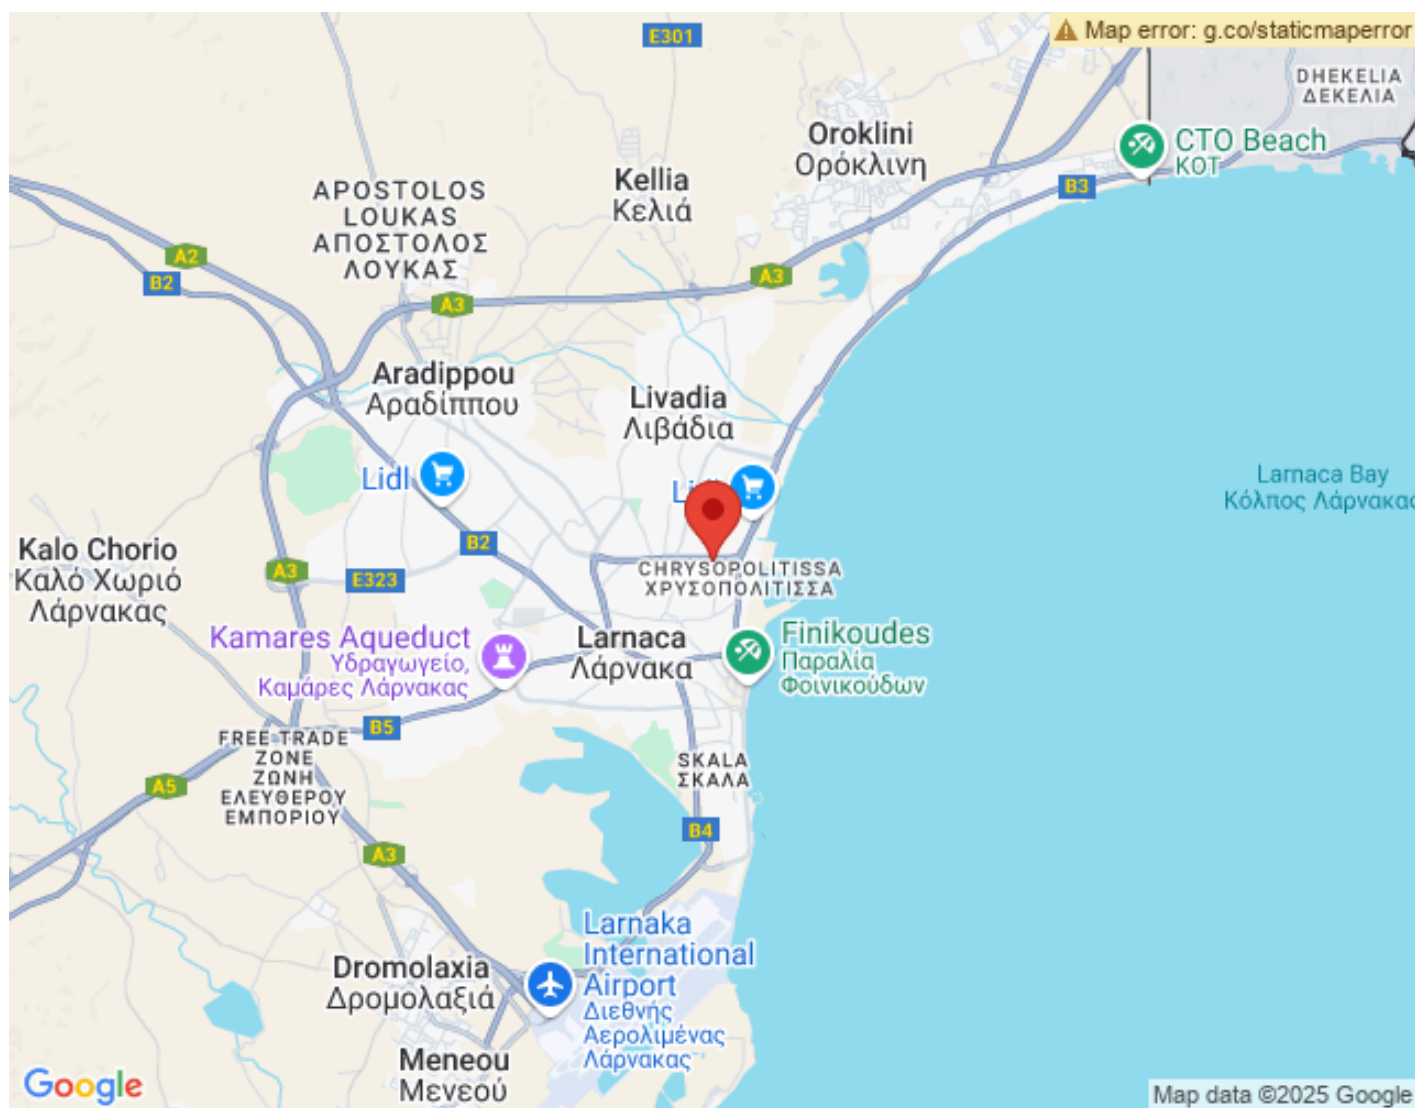 E301
Map error: g.co/staticmaperror
DHEKELIA
ΔΕΚΕΛΙΑ
Oroklini
Ορόκλινη
CTO Beach
ΚΟΤ
B3
Kellia
Κελιά
APOSTOLOS
LOUKAS
ΑΠΟΣΤΟΛΟΣ
ΛΟΥΚΑΣ
A2
B2
A3
A3
Aradippou
Αραδίππου
Livadia
Λιβάδια
Lidl
Larnaca Bay
Κόλπος Λάρνακας
B2
Kalo Chorio
Καλό Χωριό
Λάρνακας
A3
E323
CHRYSOPOLITISSA
ΧΡΥΣΟΠΟΛΙΤΙΣΣΑ
Kamares Aqueduct
Υδραγωγείο,
Καμάρες Λάρνακας
Larnaca
Λάρνακα
Finikoudes
Παραλία
Φοινικούδων
B5
FREE TRADE
ZONE
ΖΩΝΗ
ΕΛΕΥΘΕΡΟΥ
ΕΜΠΟΡΙΟΥ
SKALA
ΣΚΑΛΑ
A5
B4
A3
Larnaka
International
Airport
Διεθνής
Αερολιμένας
Λάρνακας
Dromolaxia
Δρομολαξιά
Meneou
Μενεού
Google
Map data ©2025 Google